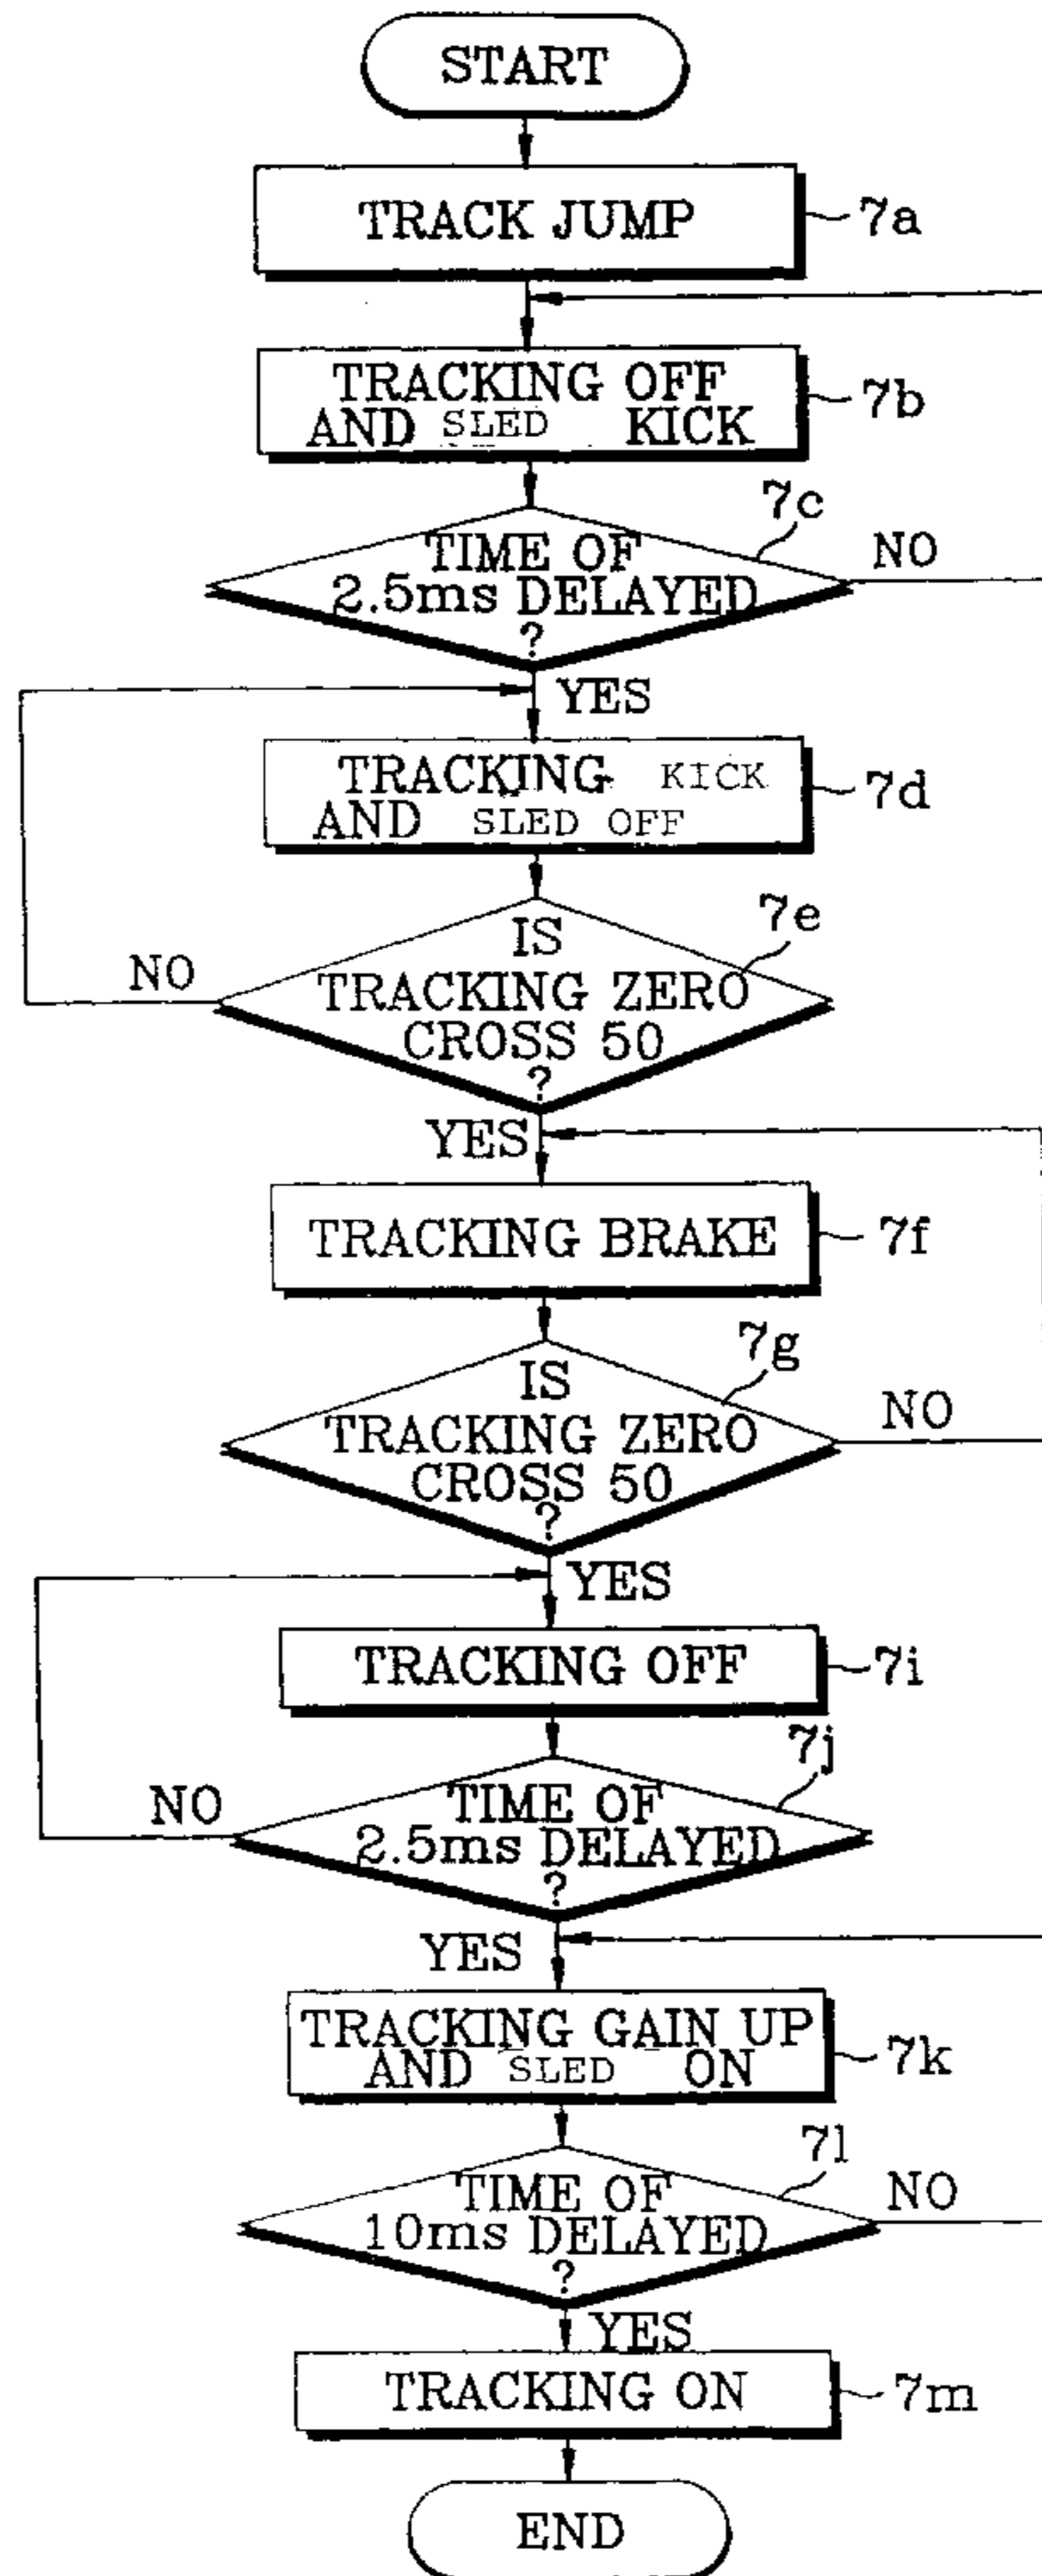 START
TRACK JUMP
7a
TRACKING OFF
AND SLED KICK
7b
7c
TIME OF
2.5ms DELAYED
?
NO
YES
TRACKING KICK
AND SLED OFF
7d
7e
IS
TRACKING ZERO
CROSS 50
?
NO
YES
TRACKING BRAKE
7f
7g
IS
TRACKING ZERO
CROSS 50
?
NO
YES
TRACKING OFF
7i
7j
TIME OF
2.5ms DELAYED
?
NO
YES
TRACKING GAIN UP
AND SLED ON
7k
7l
TIME OF
10ms DELAYED
?
NO
YES
TRACKING ON
7m
END